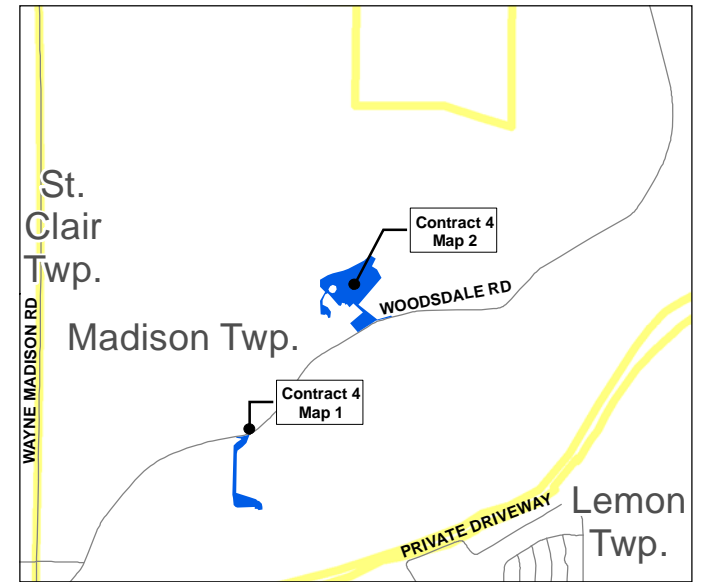 St.
Clair
Twp.
Contract 4
Map 2
WOODSDALE RD
WAYNE MADISON RD
Madison Twp.
Contract 4
Map 1
Lemon
Twp.
PRIVATE DRIVEWAY